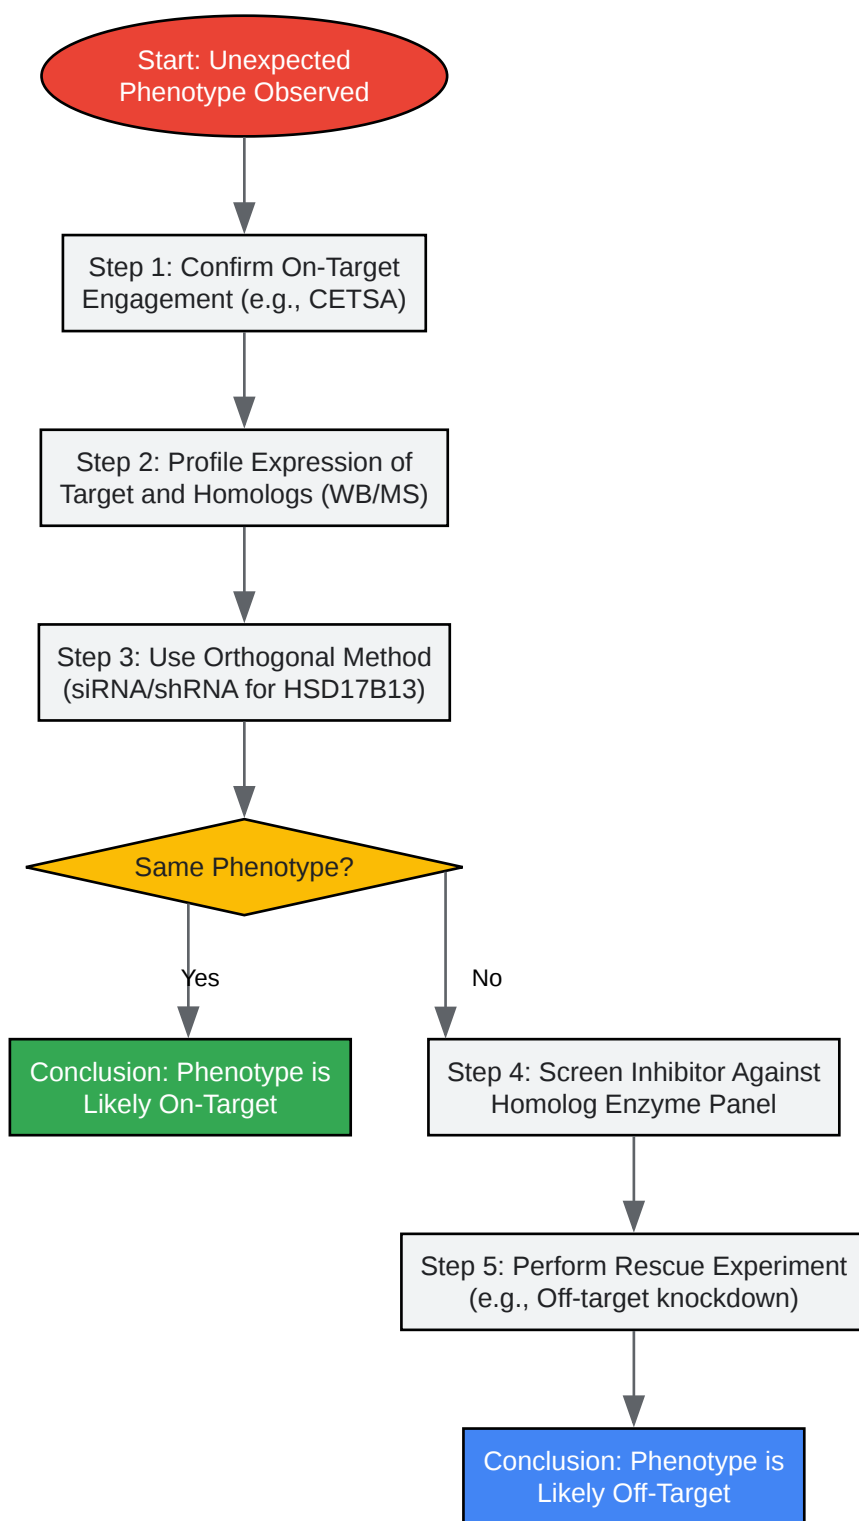 Start: Unexpected
Phenotype Observed
Step 1: Confirm On-Target
Engagement (e.g., CETSA)
Step 2: Profile Expression of
Target and Homologs (WB/MS)
Step 3: Use Orthogonal Method
(siRNA/shRNA for HSD17B13)
Same Phenotype?
Yes
No
Conclusion: Phenotype is
Likely On-Target
Step 4: Screen Inhibitor Against
Homolog Enzyme Panel
Step 5: Perform Rescue Experiment
(e.g., Off-target knockdown)
Conclusion: Phenotype is
Likely Off-Target